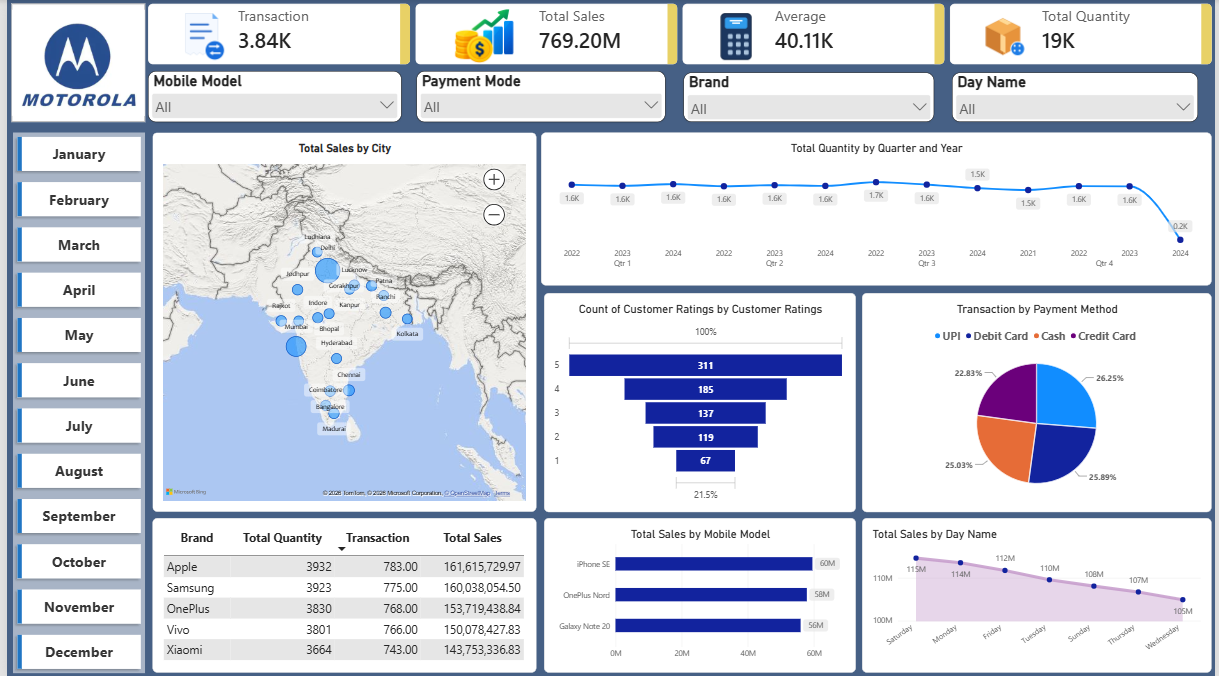 MOTOROLA
Transaction
3.84K
Total Sales
769.20M
Average
40.11K
Total Quantity
19K
Mobile Model
All
Payment Mode
All
Brand
All
Day Name
All
January
February
March
April
May
June
July
August
September
October
November
December
Total Sales by City
Ludhiana
Delhi
Lucknow
Jodhpur
Gorakhpur
Patna
Ranchi
Rajkot
Indore
Kanpur
Mumbai
Bhopal
Kolkata
Hyderabad
Chennai
Coimbatore
Bangalore
Madurai
Microsoft Bing
© 2026 TomTom, © 2026 Microsoft Corporation, © OpenStreetMap Terms
Total Quantity by Quarter and Year
1.6K 1.6K 1.6K 1.6K 1.6K 1.6K 1.7K 1.6K 1.5K 1.5K 1.6K 1.6K 0.2K
2022 2023 2024 2022 2023 2024 2022 2023 2024 2021 2022 2023 2024
Qtr 1 Qtr 2 Qtr 3 Qtr 4
Count of Customer Ratings by Customer Ratings
100%
5 311
4 185
3 137
2 119
1 67
21.5%
Transaction by Payment Method
UPI Debit Card Cash Credit Card
22.83%
26.25%
25.03%
25.89%
Brand Total Quantity Transaction Total Sales
Apple 3932 783.00 161,615,729.97
Samsung 3923 775.00 160,038,054.50
OnePlus 3830 768.00 153,719,438.84
Vivo 3801 766.00 150,078,427.83
Xiaomi 3664 743.00 143,753,336.83
Total Sales by Mobile Model
iPhone SE 60M
OnePlus Nord 58M
Galaxy Note 20 56M
0M 20M 40M 60M
Total Sales by Day Name
110M
100M
115M 114M 112M 110M 108M 107M 105M
Saturday Monday Friday Tuesday Sunday Thursday Wednesday